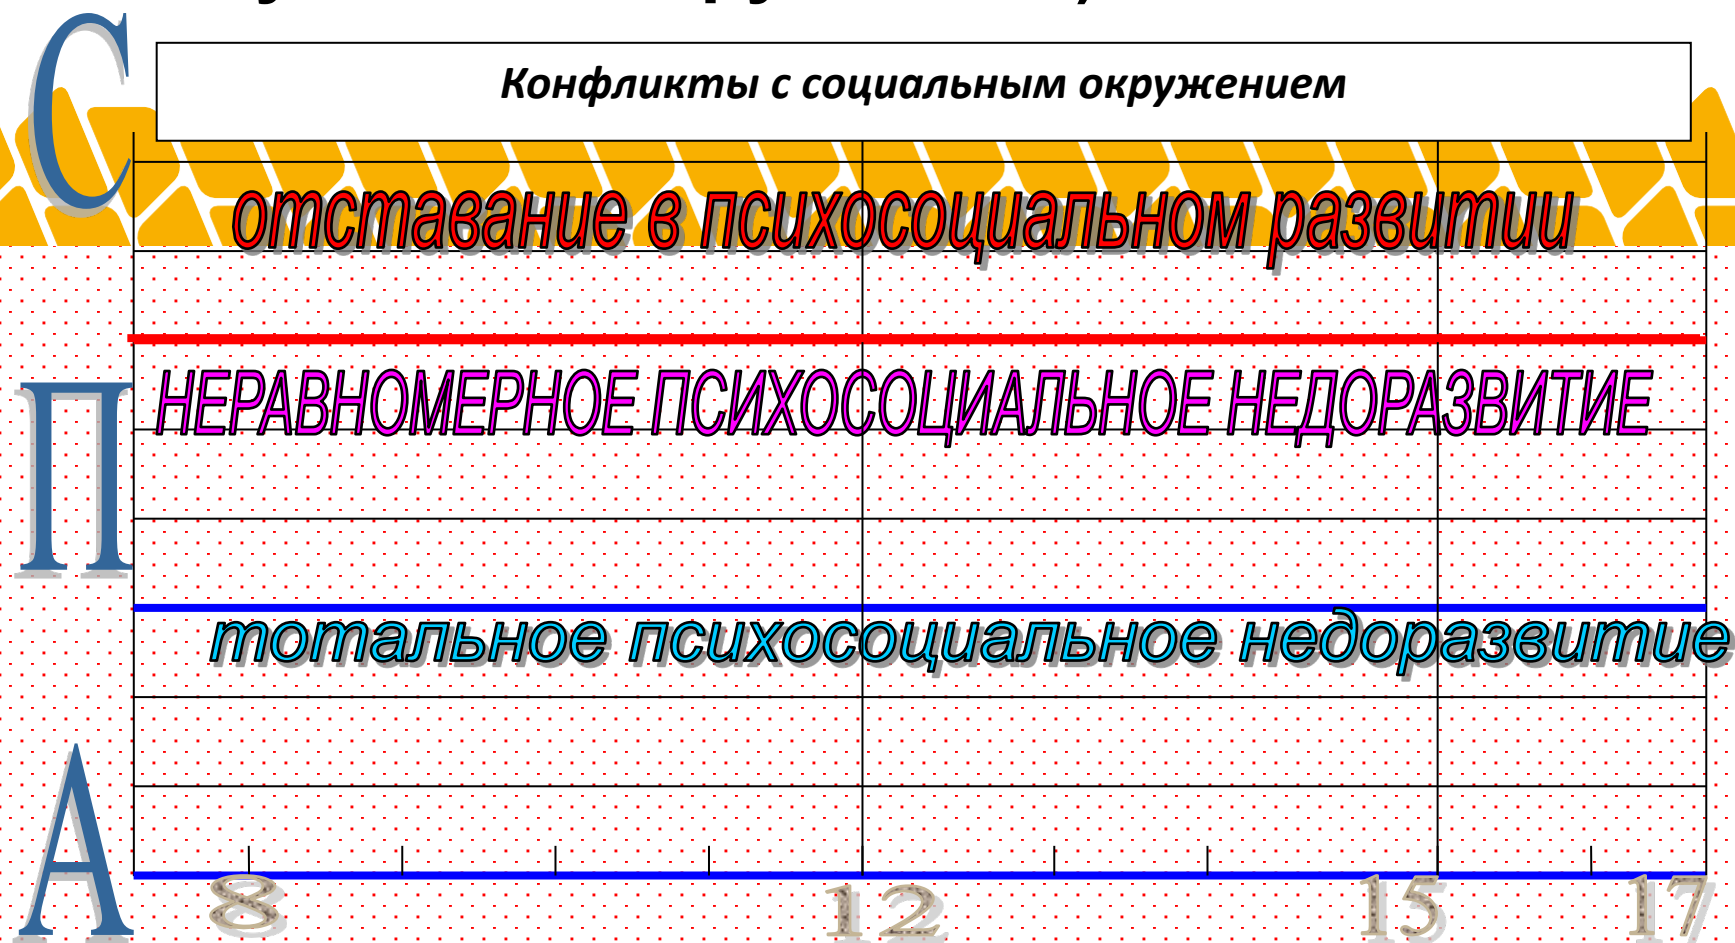 С
Конфликты с социальным окружением
отставание в психосоциальном развитии
П
НЕРАВНОМЕРНОЕ ПСИХОСОЦИАЛЬНОЕ НЕДОРАЗВИТИЕ
тотальное психосоциальное недоразвитие
А
8 12 15 17